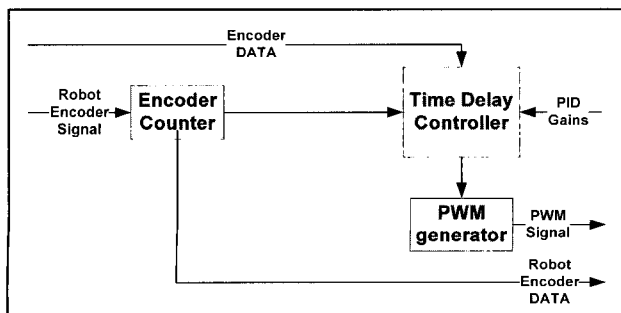 Encoder
DATA
Robot
Encoder
Signal
Encoder
Counter
Time Delay
Controller
PID
Gains
PWM
generator
PWM
Signal
Robot
Encoder
DATA